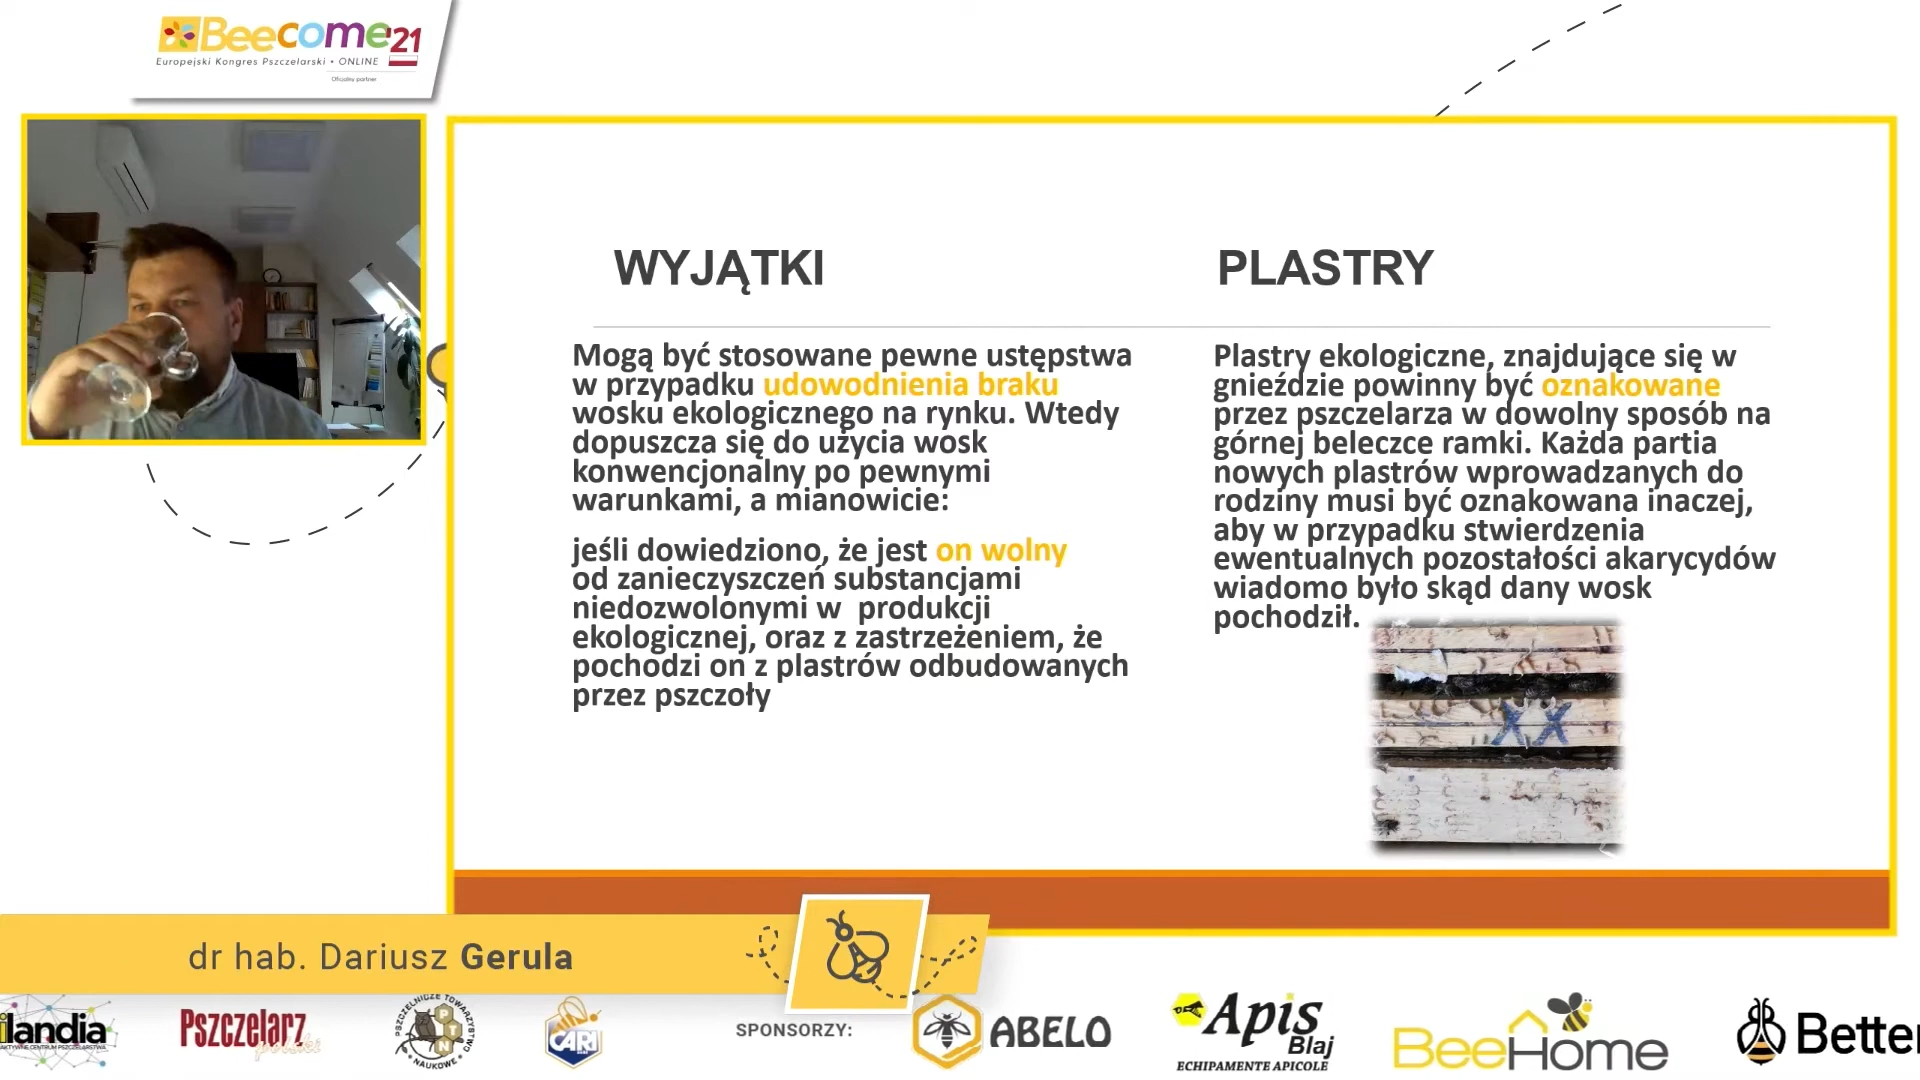 Beecome'21
Europejski Kongres Pszczelarski • ONLINE
Oficjalny partner
WYJĄTKI
Mogą być stosowane pewne ustępstwa
w przypadku udowodnienia braku
wosku ekologicznego na rynku. Wtedy
dopuszcza się do użycia wosk
konwencjonalny po pewnymi
warunkami, a mianowicie:
jeśli dowiedziono, że jest on wolny
od zanieczyszczeń substancjami
niedozwolonymi w produkcji
ekologicznej, oraz z zastrzeżeniem, że
pochodzi on z plastrów odbudowanych
przez pszczoły
PLASTRY
Plastry ekologiczne, znajdujące się w
gnieździe powinny być oznakowane
przez pszczelarza w dowolny sposób na
górnej beleczce ramki. Każda partia
nowych plastrów wprowadzanych do
rodziny musi być oznakowana inaczej,
aby w przypadku stwierdzenia
ewentualnych pozostałości akarycydów
wiadomo było skąd dany wosk
pochodził.
XX
dr hab. Dariusz Gerula
ilandia
Pszczelarz
polski
PSZCZELNICZE TOWARZYSTWO
NAUKOWE
PTN
CARI
SPONSORZY:
ABELO
Apis
Blaj
ECHIPAMENTE APICOLE
BeeHome
Better